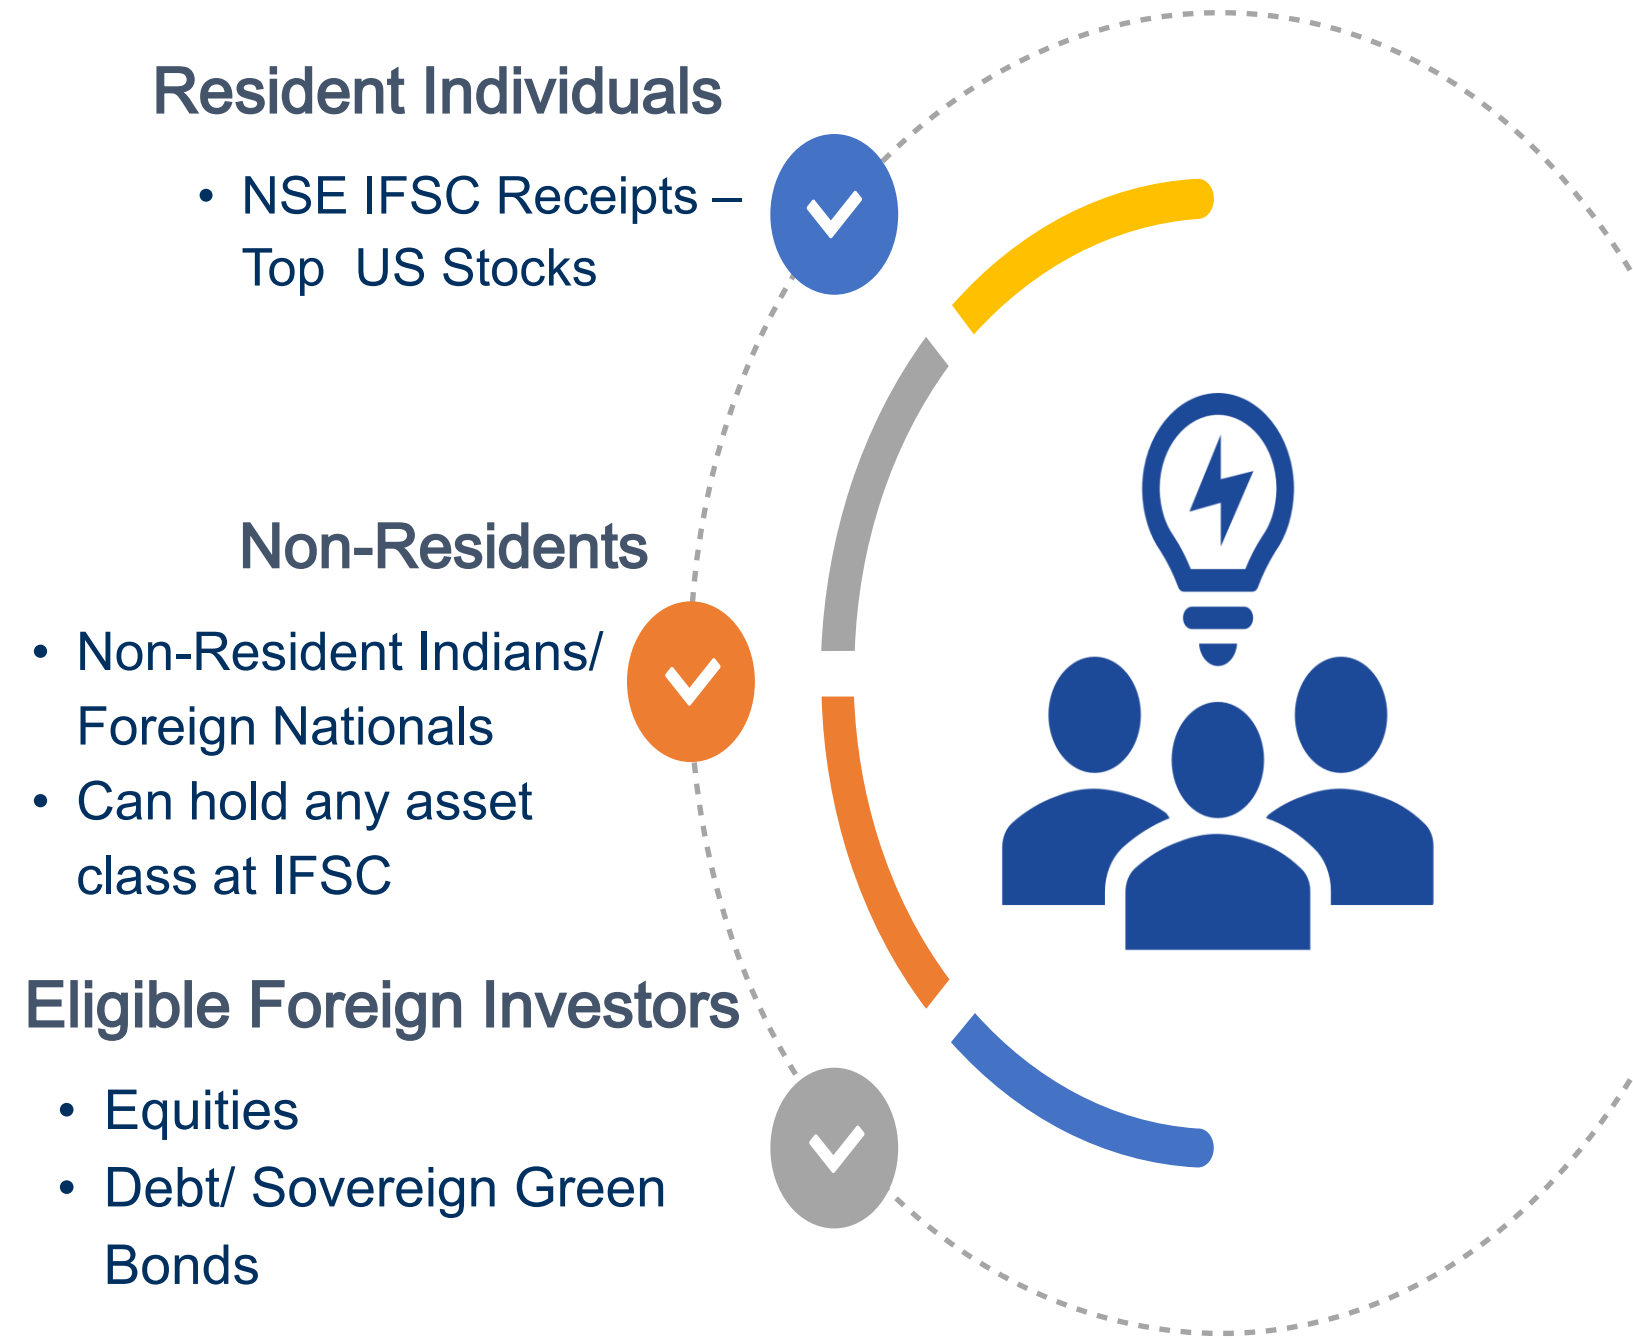 Resident Individuals
• NSE IFSC Receipts –
Top  US Stocks
Non-Residents
• Non-Resident Indians/
Foreign Nationals
• Can hold any asset
class at IFSC
Eligible Foreign Investors
• Equities
• Debt/ Sovereign Green
Bonds